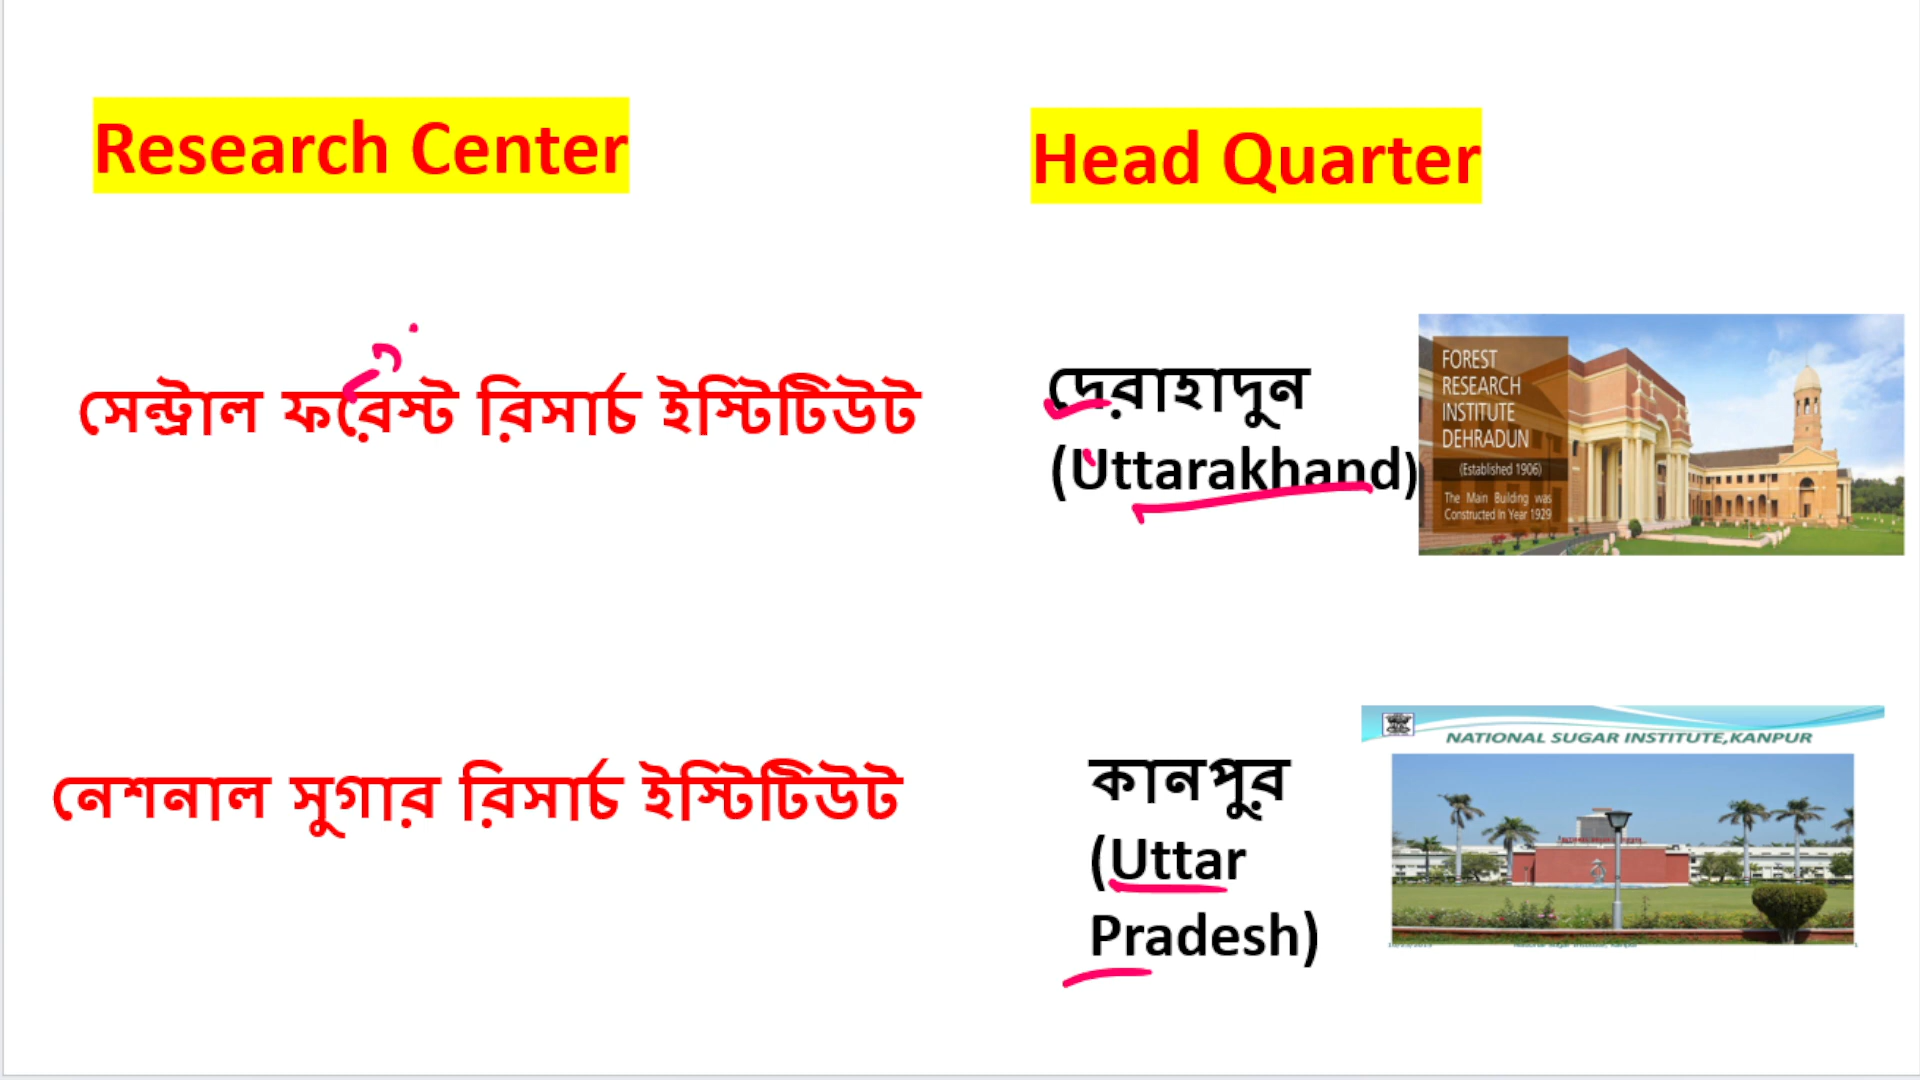 Research Center
Head Quarter
সেন্ট্রাল ফরেস্ট রিসার্চ ইন্সটিটিউট
দেরাহাদুন
(Uttarakhand)
FOREST
RESEARCH
INSTITUTE
DEHRADUN
(Established 1906)
The Main Building was
Constructed In Year 1929
নেশনাল সুগার রিসার্চ ইন্সটিটিউট
কানপুর
(Uttar
Pradesh)
NATIONAL SUGAR INSTITUTE,KANPUR